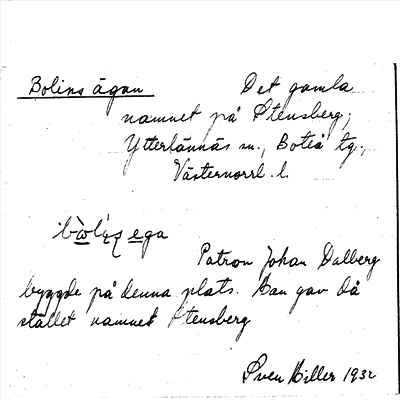 Bolins ägan Det gamla
namnet på Stensberg,
Ytterlännäs sn., Boteå tg.,
Västernorrl. l.
Patron Johan Dalberg
byggde på denna plats. Han gav då
stället namnet Stensberg
Sven Hiller 1932